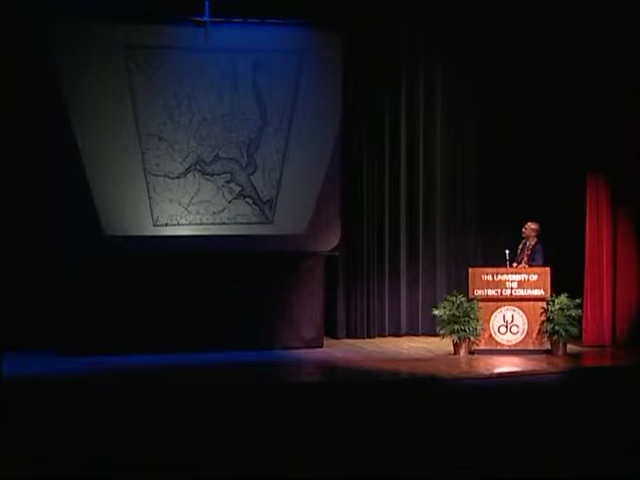 THE UNIVERSITY OF
THE
DISTRICT OF COLUMBIA
UDC